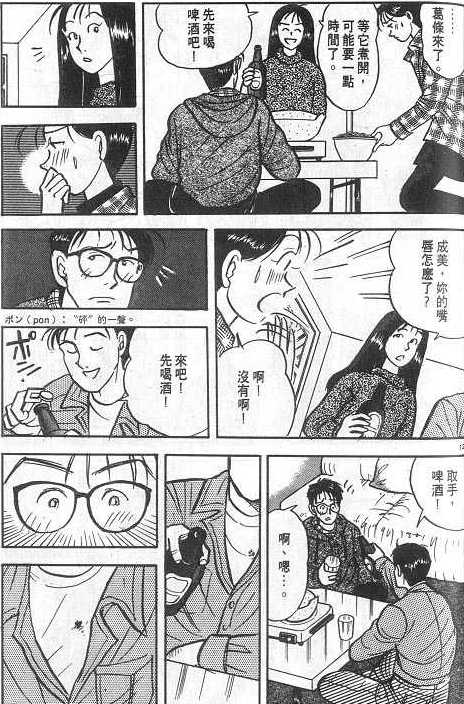 葛條來了。
等它煮開，
可能要一點
時間了。
先來喝
啤酒吧！
成美，妳的嘴
唇怎麼了？
啊！
沒有啊！
ボン（pon）：〝砰〞的一聲。
ポン
來吧！
先喝酒！
取手，
啤酒！
啊、嗯…。